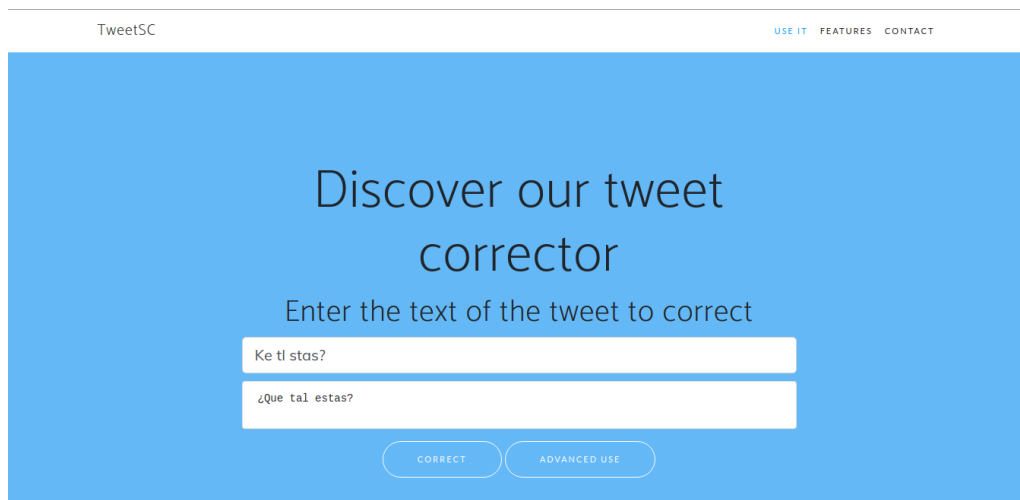 TweetSC
USE IT FEATURES CONTACT
Discover our tweet
corrector
Enter the text of the tweet to correct
Ke tl stas?
¿Que tal estas?
CORRECT ADVANCED USE